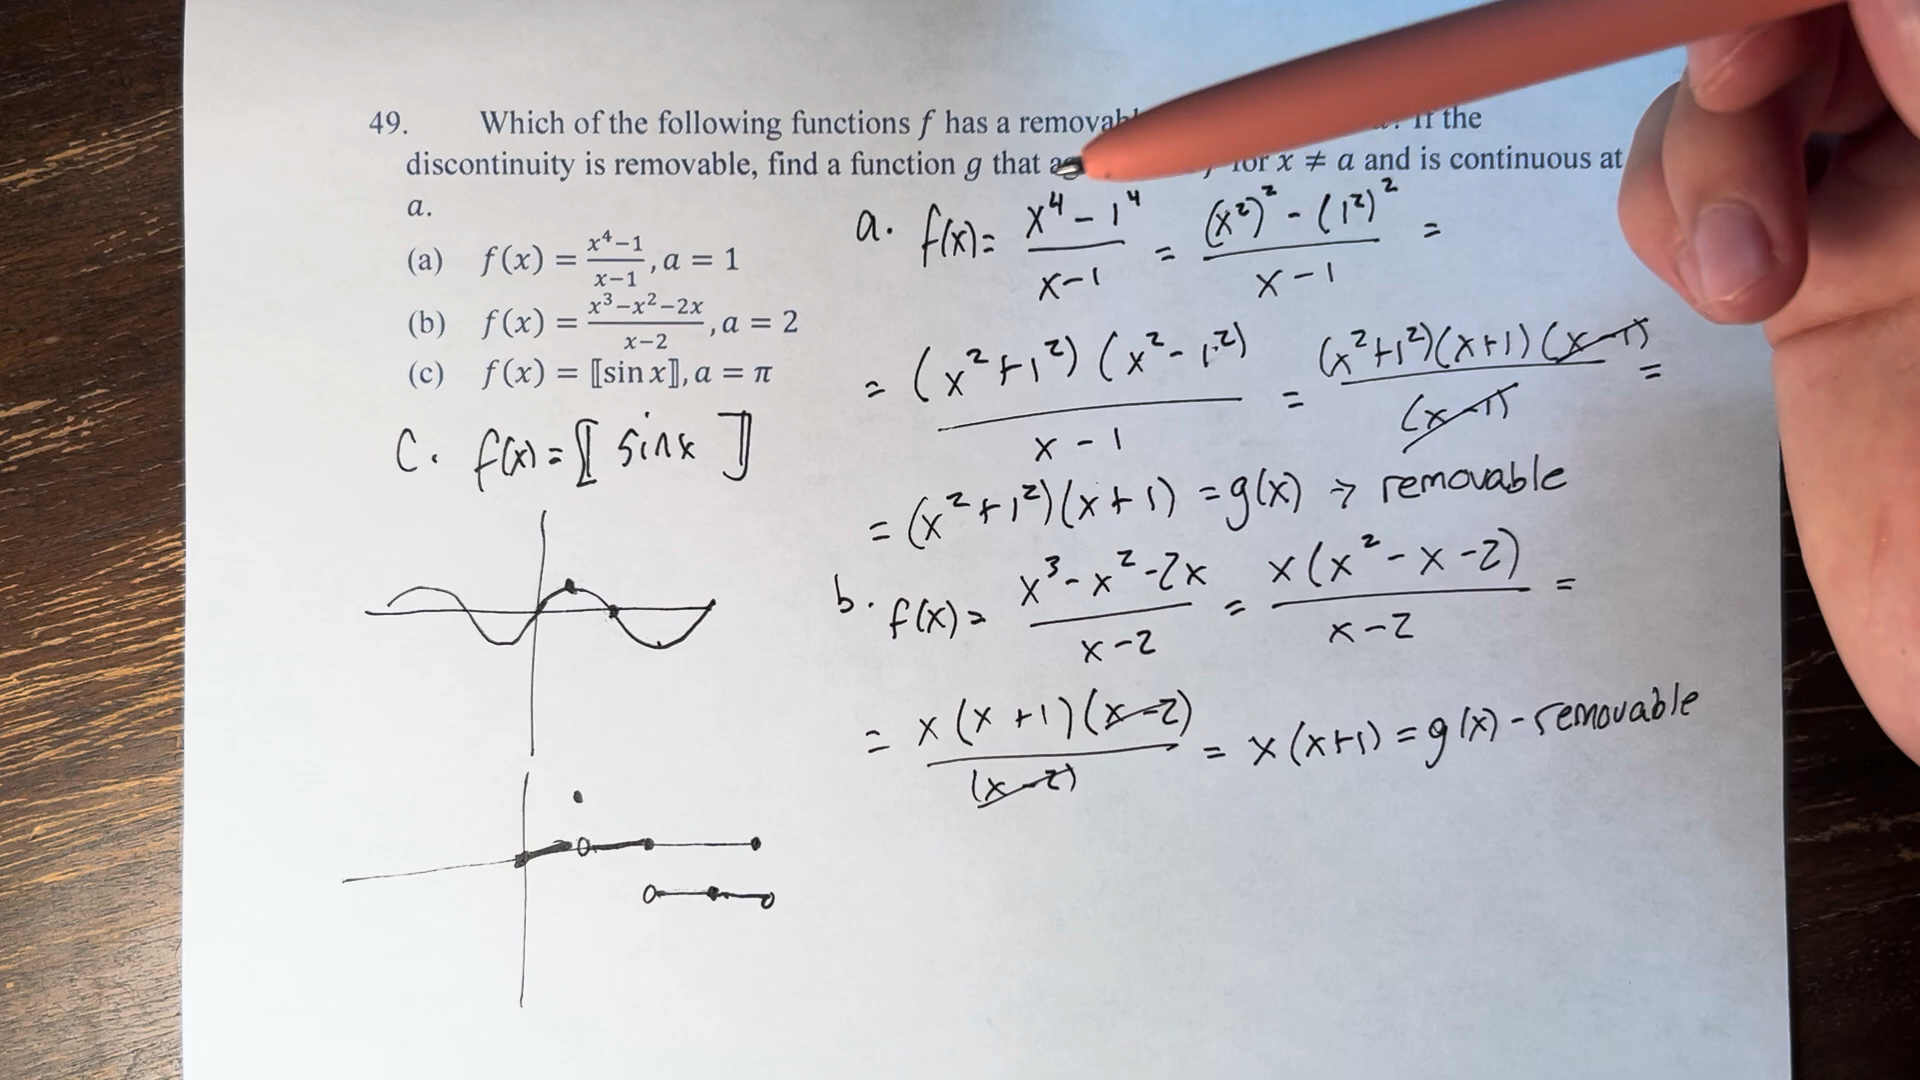 49. Which of the following functions f has a removabl If the
discontinuity is removable, find a function g that for x ≠ a and is continuous at
a.
(a) f(x) = (x⁴−1)/(x−1), a = 1
(b) f(x) = (x³−x²−2x)/(x−2), a = 2
(c) f(x) = ⟦sin x⟧, a = π
C. f(x) = ⟦ sinx ⟧
a. f(x) = (x⁴ − 1⁴)/(x−1) = ((x²)² − (1²)²)/(x − 1) =
= (x² + 1²)(x² − 1²)/(x − 1) = (x² + 1²)(x+1)(x−1)/(x−1) =
= (x² + 1²)(x + 1) = g(x) → removable
b. f(x) = (x³ − x² − 2x)/(x−2) = x(x² − x − 2)/(x−2) =
= x(x + 1)(x−2)/(x−2) = x(x+1) = g(x) - removable